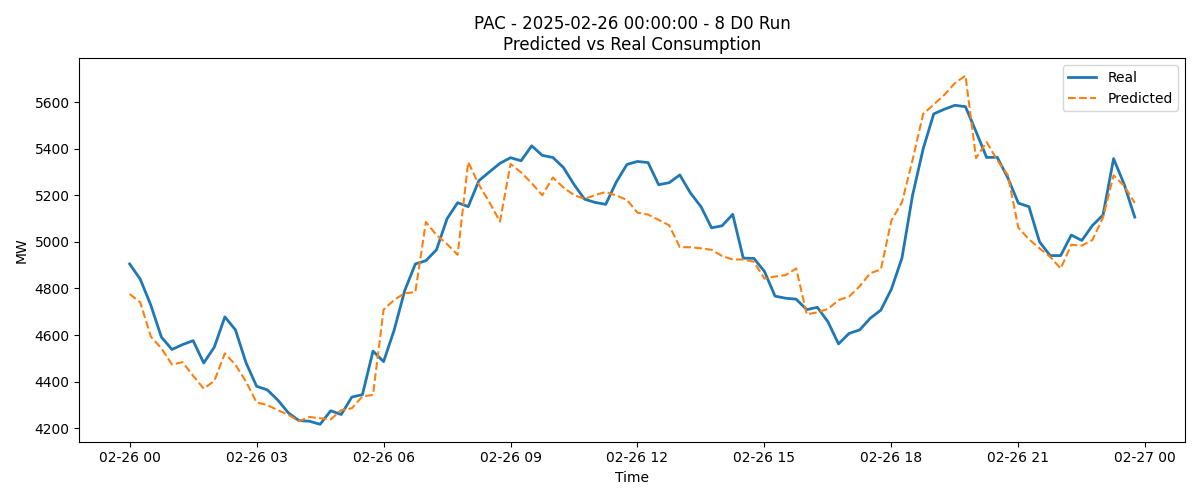 PAC - 2025-02-26 00:00:00 - 8 D0 Run
Predicted vs Real Consumption
Real
Predicted
5600
5400
5200
5000
4800
4600
4400
4200
MW
02-26 00
02-26 03
02-26 06
02-26 09
02-26 12
02-26 15
02-26 18
02-26 21
02-27 00
Time